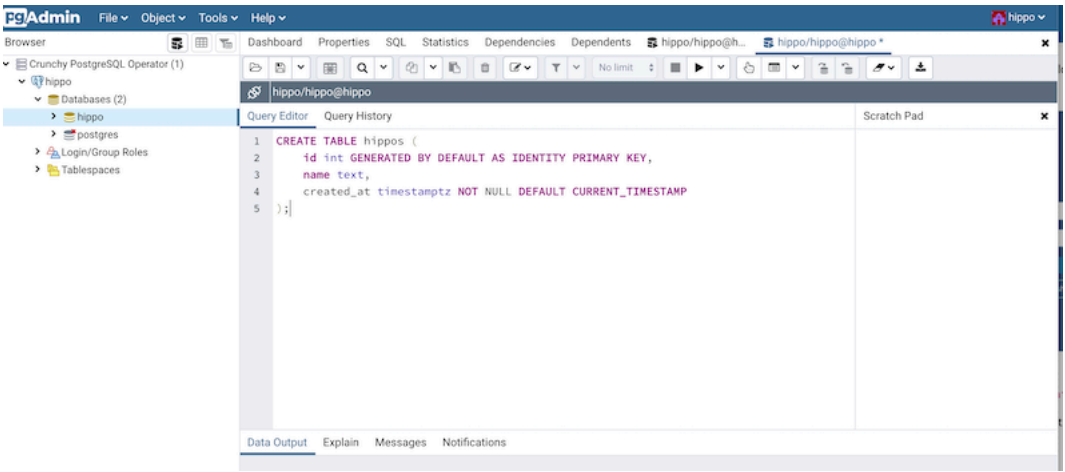 pgAdmin File Object Tools Help hippo
Browser Dashboard Properties SQL Statistics Dependencies Dependents hippo/hippo@h... hippo/hippo@hippo *
Crunchy PostgreSQL Operator (1)
hippo
Databases (2)
hippo
postgres
Login/Group Roles
Tablespaces
No limit
hippo/hippo@hippo
Query Editor Query History Scratch Pad
1 CREATE TABLE hippos (
2 id int GENERATED BY DEFAULT AS IDENTITY PRIMARY KEY,
3 name text,
4 created_at timestamptz NOT NULL DEFAULT CURRENT_TIMESTAMP
5 );
Data Output Explain Messages Notifications